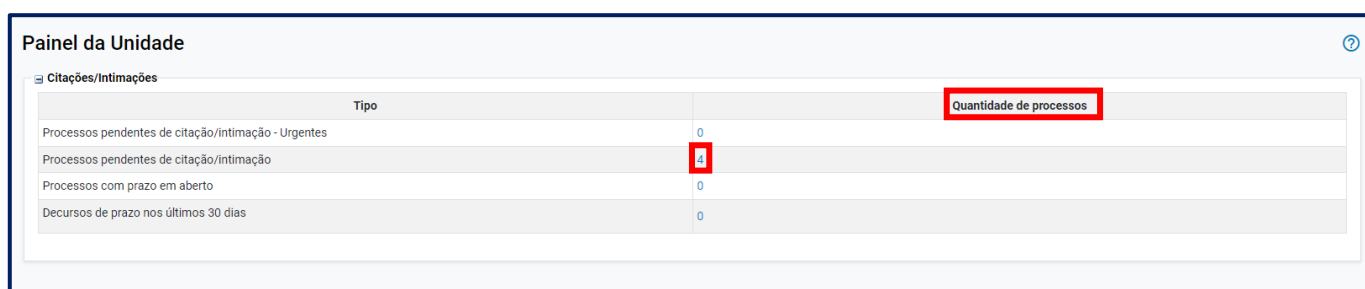 Painel da Unidade
Citações/Intimações
Tipo Quantidade de processos
Processos pendentes de citação/intimação - Urgentes 0
Processos pendentes de citação/intimação 4
Processos com prazo em aberto 0
Decursos de prazo nos últimos 30 dias 0